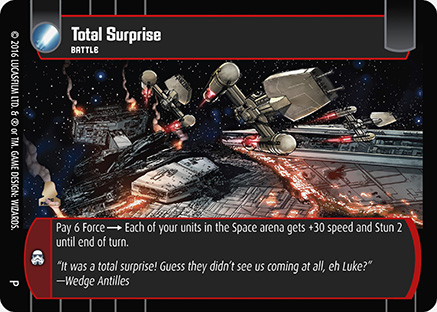 Total Surprise
BATTLE
© 2016 LUCASFILM LTD. & ® or TM. GAME DESIGN: WIZARDS.
P
Pay 6 Force → Each of your units in the Space arena gets +30 speed and Stun 2
until end of turn.
"It was a total surprise! Guess they didn't see us coming at all, eh Luke?"
—Wedge Antilles